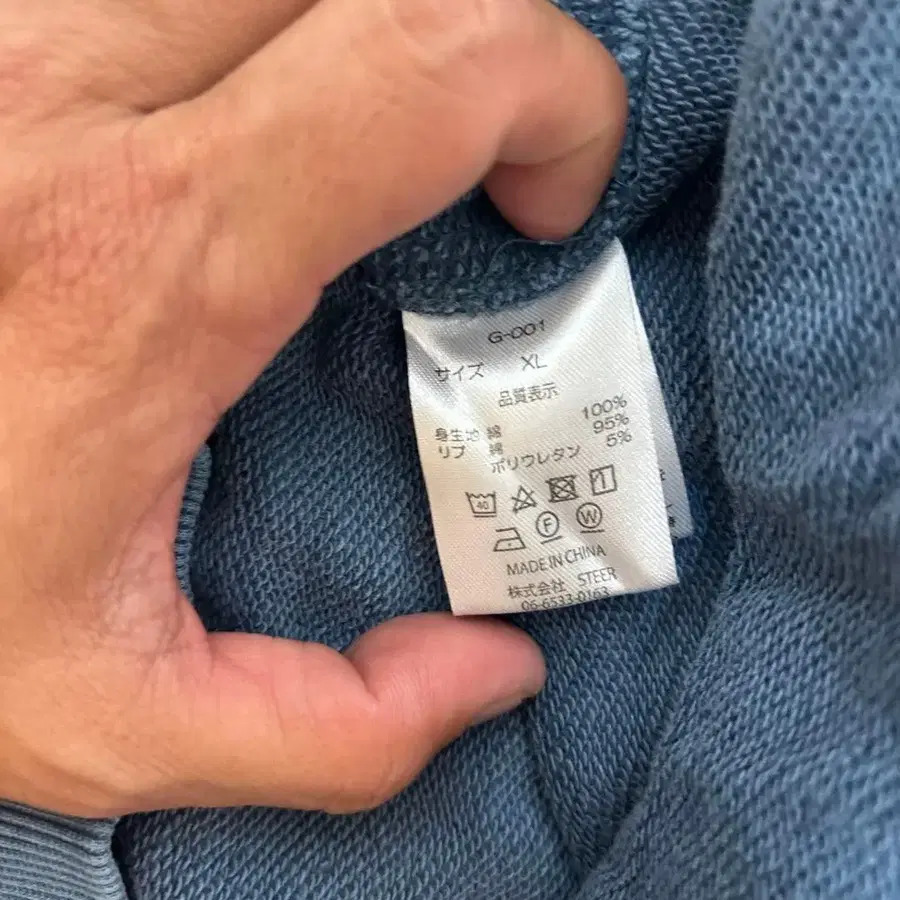 G-001
サイズ XL
品質表示
身生地 綿 100%
リブ 綿 95%
ポリウレタン 5%
40
F W
MADE IN CHINA
株式会社 STEER
06-6533-0163